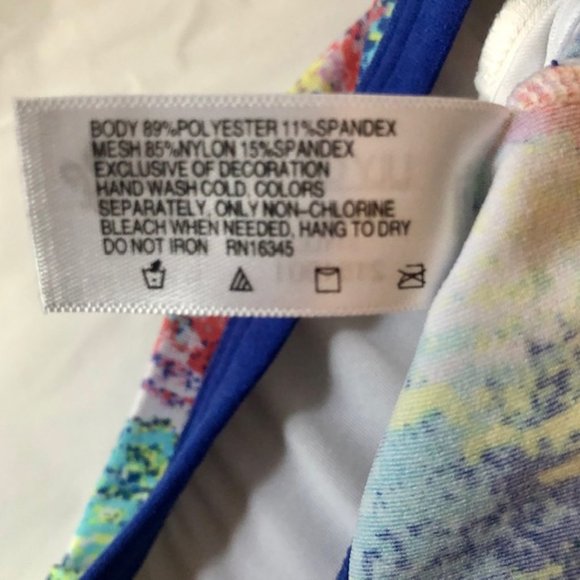 BODY 89%POLYESTER 11%SPANDEX
MESH 85%NYLON 15%SPANDEX
EXCLUSIVE OF DECORATION
HAND WASH COLD, COLORS
SEPARATELY, ONLY NON-CHLORINE
BLEACH WHEN NEEDED, HANG TO DRY
DO NOT IRON RN16345